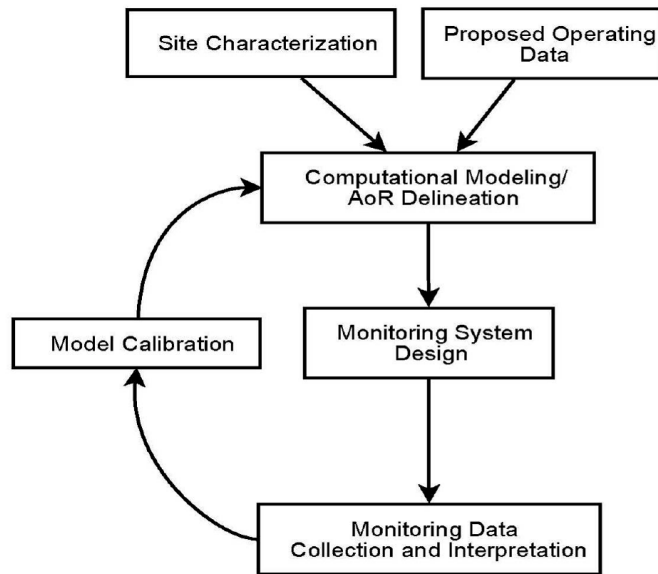 Site Characterization
Proposed Operating
Data
Computational Modeling/
AoR Delineation
Model Calibration
Monitoring System
Design
Monitoring Data
Collection and Interpretation